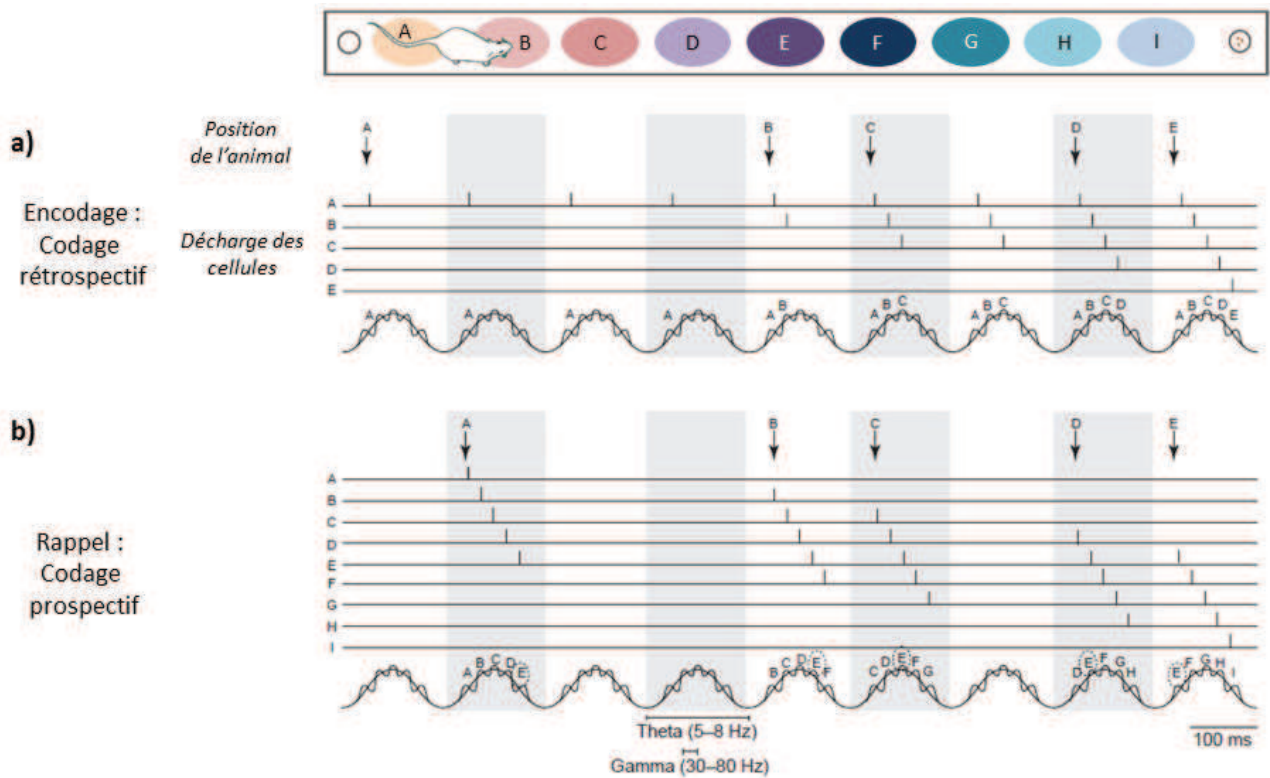 A B C D E F G H I
a)
Position
de l'animal
A B C D E
Encodage :
Codage
rétrospectif
Décharge des
cellules
A
B
C
D
E
A A A A A B A B C A B C A B C D A B C D E
b)
A B C D E
Rappel :
Codage
prospectif
A
B
C
D
E
F
G
H
I
A B C D E B C D E F C D E F G D E F G H E F G H I
Theta (5–8 Hz)
100 ms
Gamma (30–80 Hz)